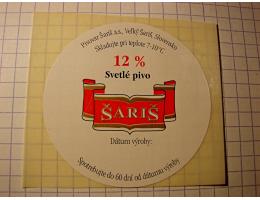 Pivovar Šariš a.s., Veľký Šariš, Slovensko
Skladujte pri teplote 7-10°C
12 %
Svetlé pivo
ŠARIŠ
Dátum výroby:
Spotrebujte do 60 dní od dátumu výroby